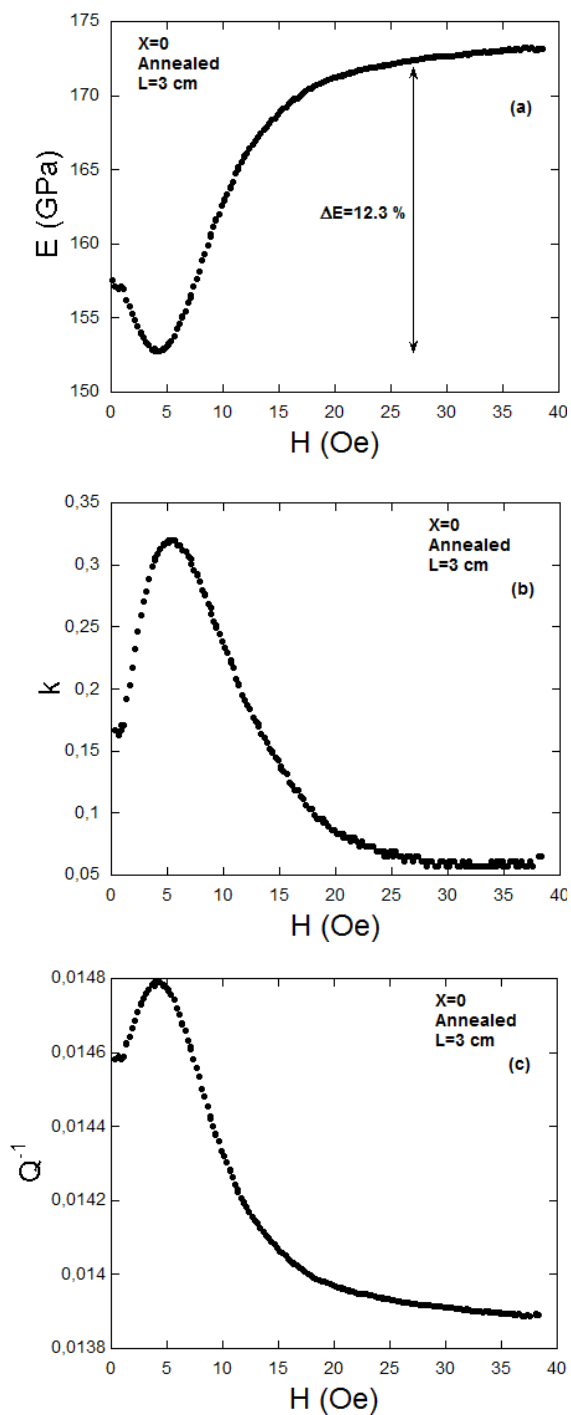 175
170
165
160
155
150
E (GPa)
X=0
Annealed
L=3 cm
(a)
ΔE=12.3 %
0 5 10 15 20 25 30 35 40
H (Oe)
0,35
0,3
0,25
0,2
0,15
0,1
0,05
k
X=0
Annealed
L=3 cm
(b)
0 5 10 15 20 25 30 35 40
H (Oe)
0,0148
0,0146
0,0144
0,0142
0,014
0,0138
Q⁻¹
X=0
Annealed
L=3 cm
(c)
0 5 10 15 20 25 30 35 40
H (Oe)